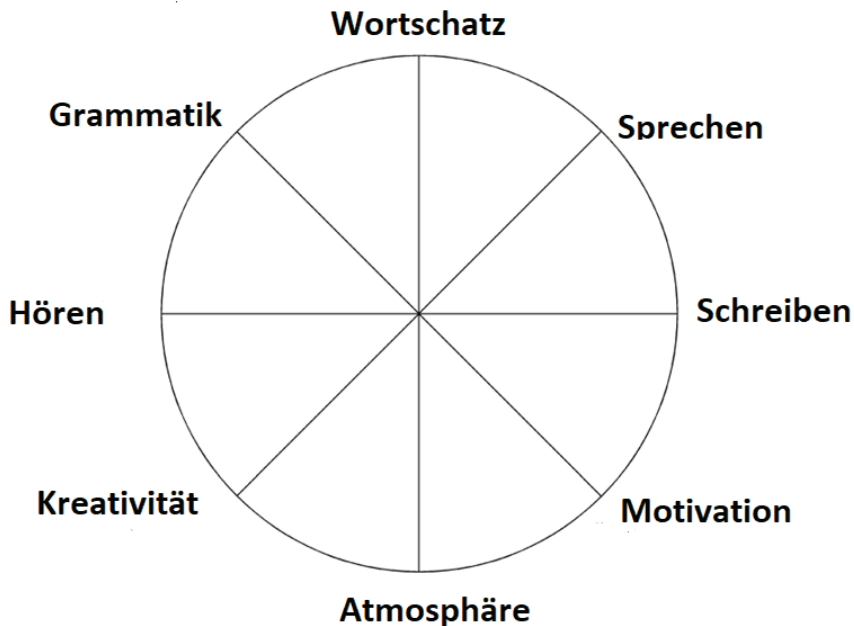 Wortschatz
Grammatik
Sprechen
Hören
Schreiben
Kreativität
Motivation
Atmosphäre